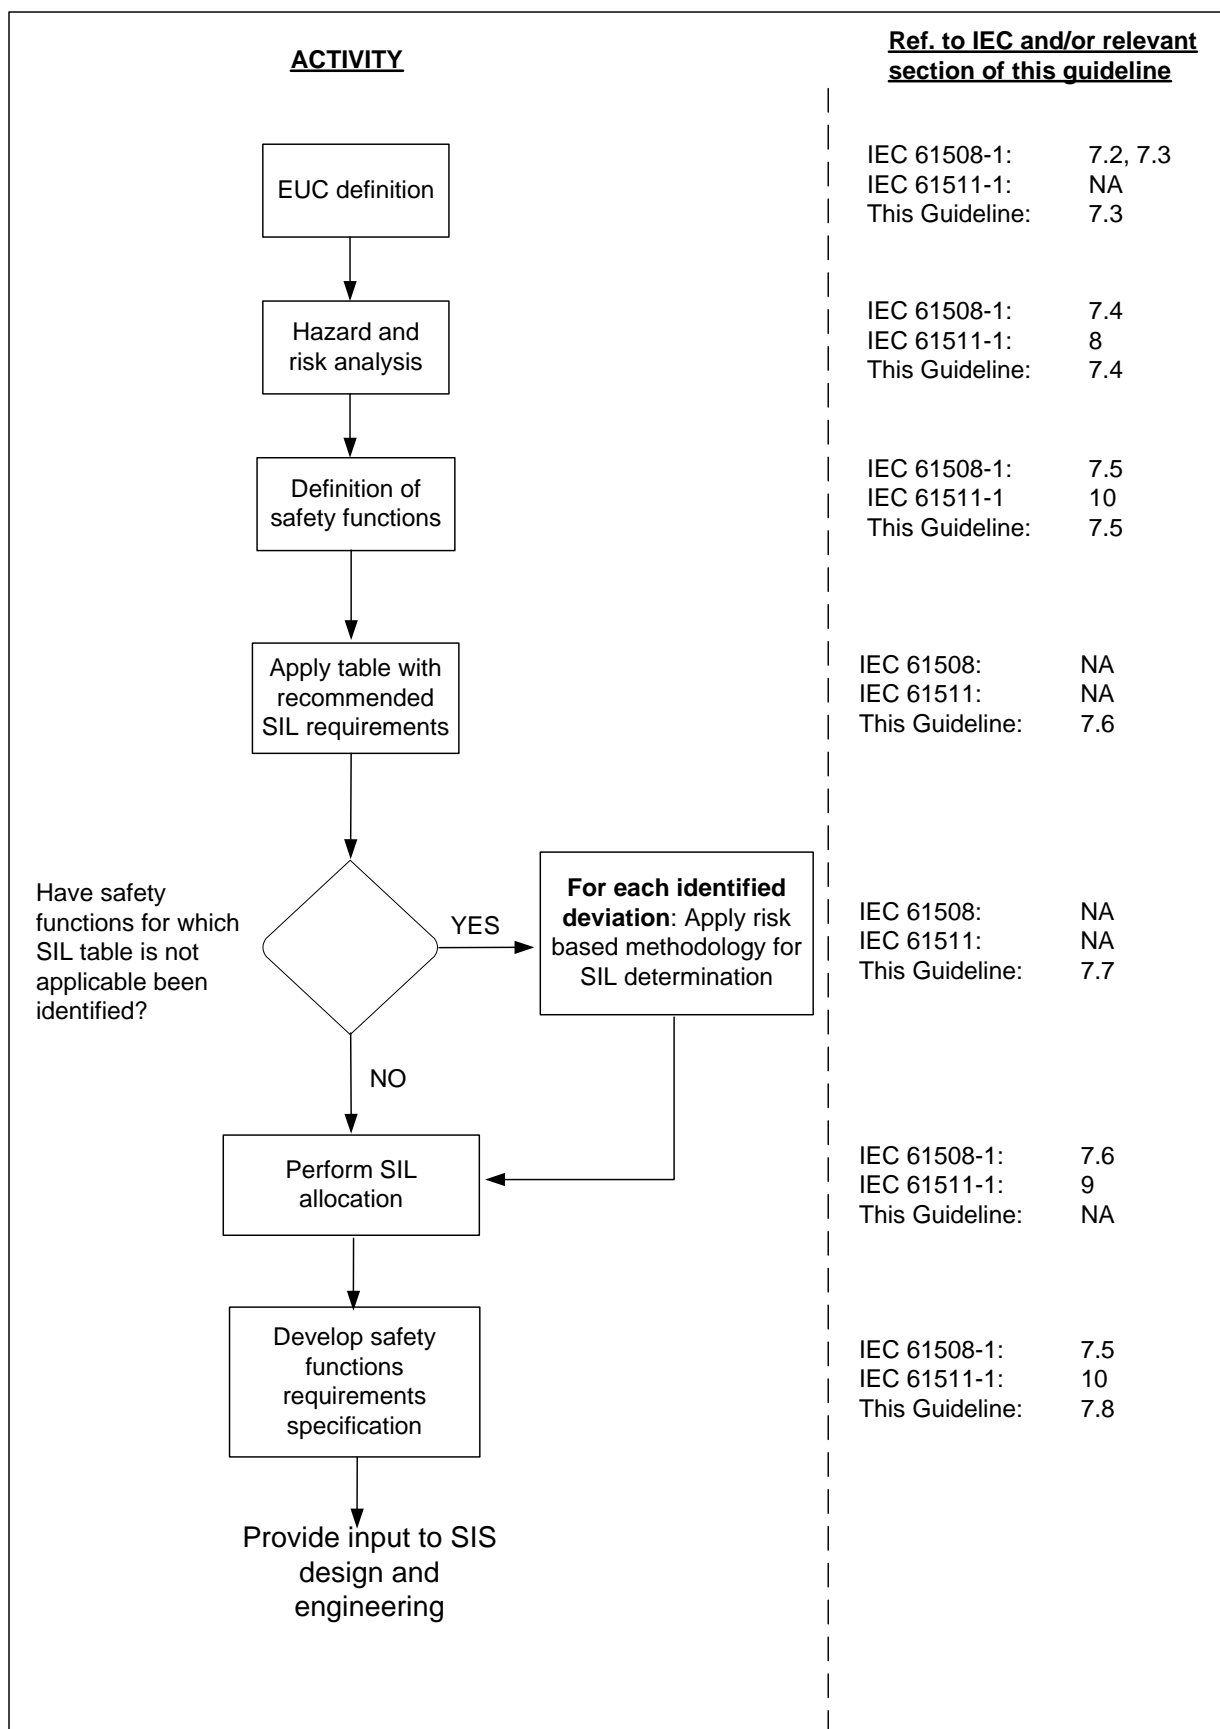 ACTIVITY
Ref. to IEC and/or relevant
section of this guideline
EUC definition
IEC 61508-1: 7.2, 7.3
IEC 61511-1: NA
This Guideline: 7.3
Hazard and
risk analysis
IEC 61508-1: 7.4
IEC 61511-1: 8
This Guideline: 7.4
Definition of
safety functions
IEC 61508-1: 7.5
IEC 61511-1 10
This Guideline: 7.5
Apply table with
recommended
SIL requirements
IEC 61508: NA
IEC 61511: NA
This Guideline: 7.6
Have safety
functions for which
SIL table is not
applicable been
identified?
YES
For each identified
deviation: Apply risk
based methodology for
SIL determination
IEC 61508: NA
IEC 61511: NA
This Guideline: 7.7
NO
Perform SIL
allocation
IEC 61508-1: 7.6
IEC 61511-1: 9
This Guideline: NA
Develop safety
functions
requirements
specification
IEC 61508-1: 7.5
IEC 61511-1: 10
This Guideline: 7.8
Provide input to SIS
design and
engineering